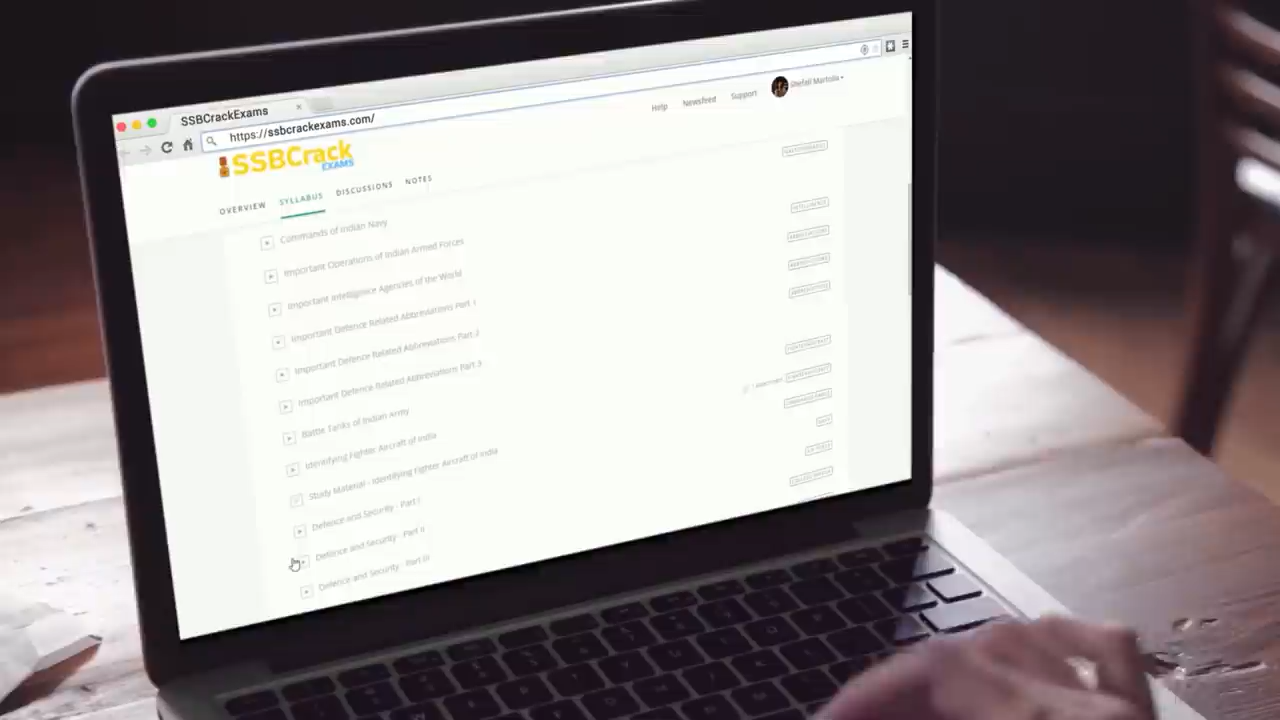 SSBCrackExams
https://ssbcrackexams.com/
Help Newsfeed Support
SSBCrack
EXAMS
OVERVIEW SYLLABUS DISCUSSIONS NOTES
Commands of Indian Navy
Important Operations of Indian Armed Forces
Important Intelligence Agencies of the World
Important Defence Related Abbreviations Part 1
Important Defence Related Abbreviations Part 2
Important Defence Related Abbreviations Part 3
Battle Tanks of Indian Army
Identifying Fighter Aircraft of India
Study Material - Identifying Fighter Aircraft of India
Defence and Security - Part I
Defence and Security - Part II
Defence and Security - Part III